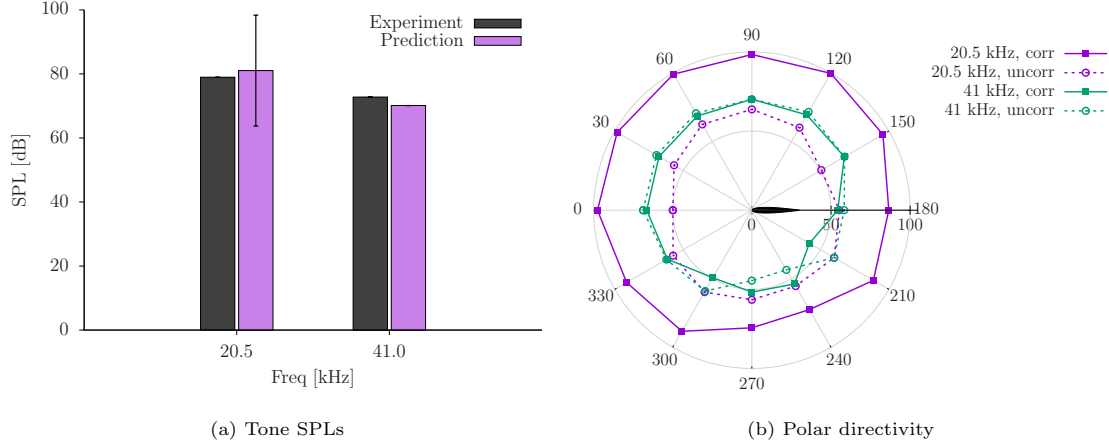 100
80
60
40
20
0
SPL [dB]
Experiment
Prediction
20.5
41.0
Freq [kHz]
(a) Tone SPLs
90
60
120
30
150
0
180
0
50
100
330
210
300
240
270
20.5 kHz, corr
20.5 kHz, uncorr
41 kHz, corr
41 kHz, uncorr
(b) Polar directivity